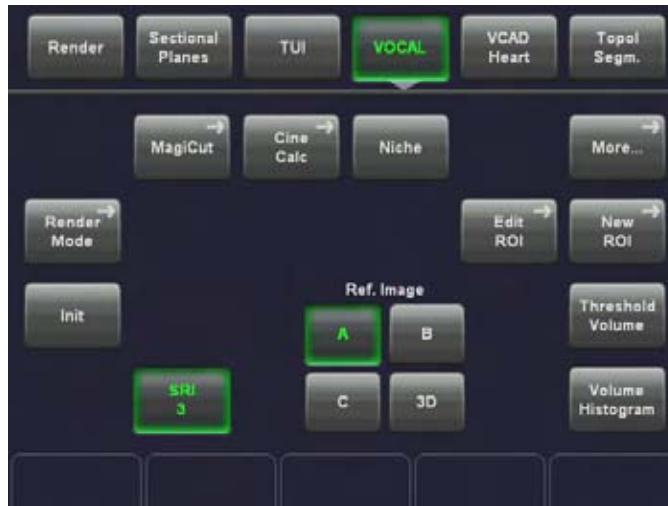 Render
Sectional
Planes
TUI
VOCAL
VCAD
Heart
Topol
Segm.
MagiCut
Cine
Calc
Niche
More...
Render
Mode
Edit
ROI
New
ROI
Init
Ref. Image
A
B
Threshold
Volume
SRI
3
C
3D
Volume
Histogram